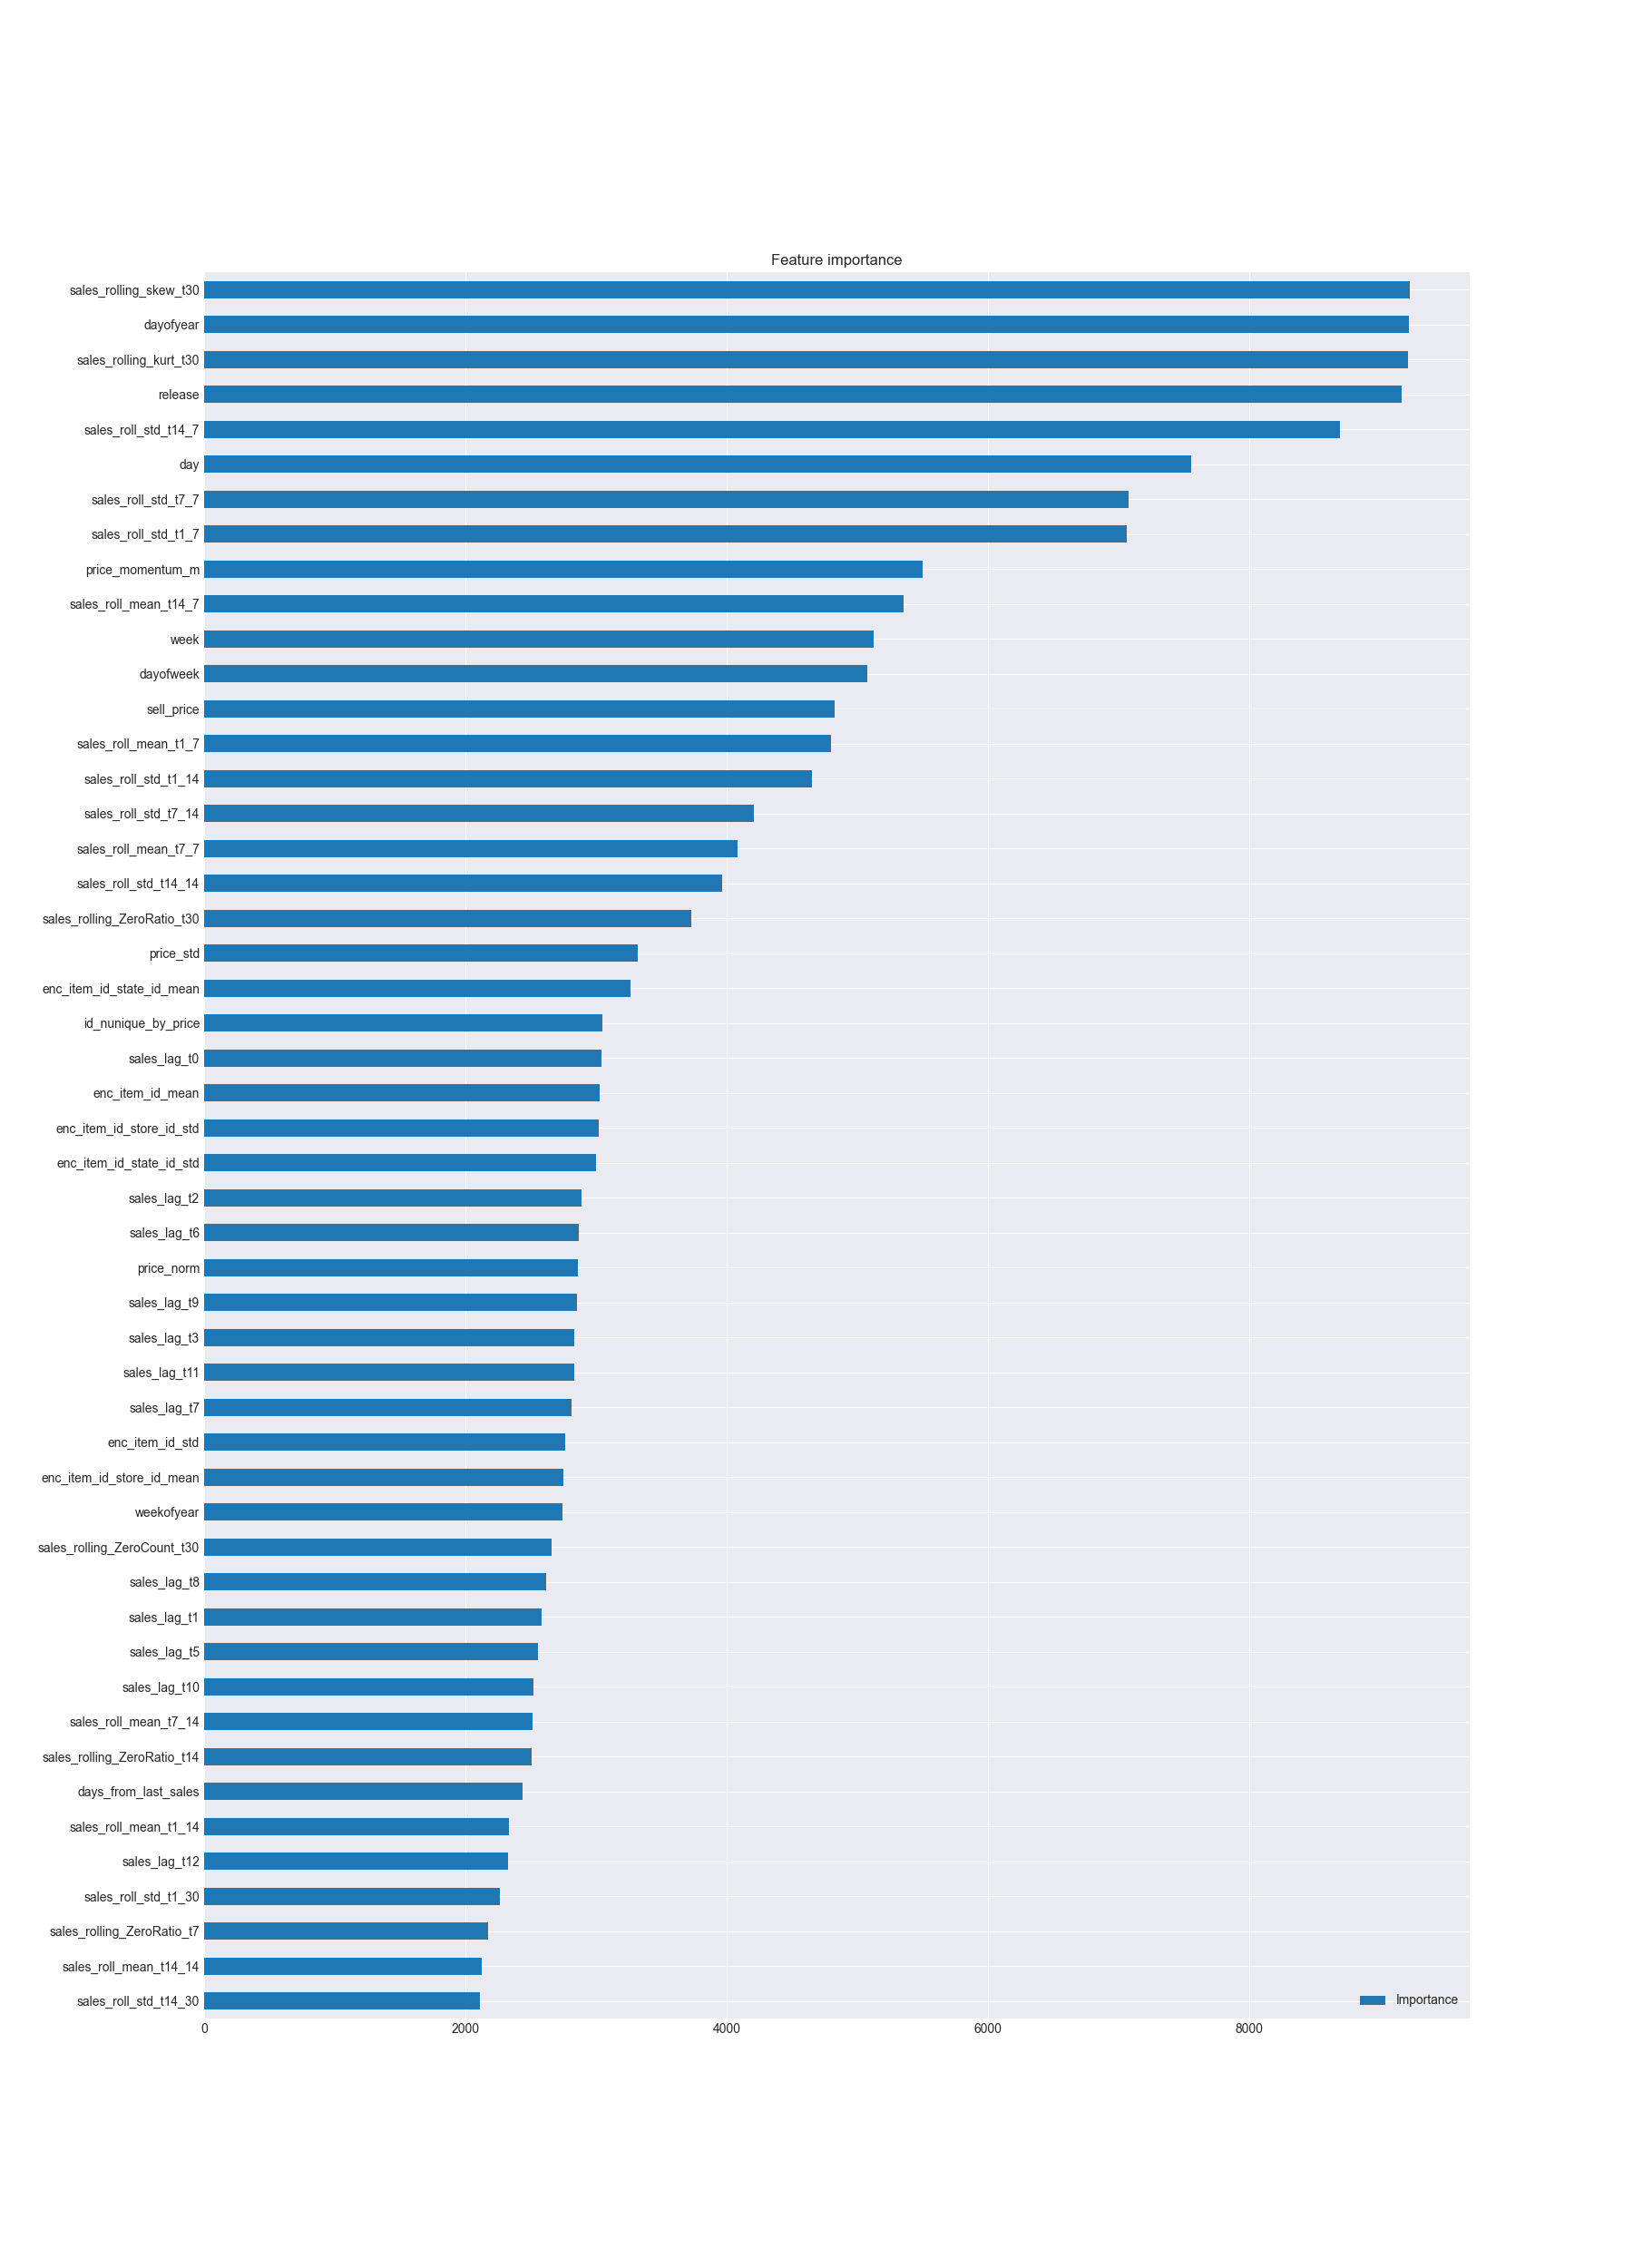 Feature importance
sales_rolling_skew_t30
dayofyear
sales_rolling_kurt_t30
release
sales_roll_std_t14_7
day
sales_roll_std_t7_7
sales_roll_std_t1_7
price_momentum_m
sales_roll_mean_t14_7
week
dayofweek
sell_price
sales_roll_mean_t1_7
sales_roll_std_t1_14
sales_roll_std_t7_14
sales_roll_mean_t7_7
sales_roll_std_t14_14
sales_rolling_ZeroRatio_t30
price_std
enc_item_id_state_id_mean
id_nunique_by_price
sales_lag_t0
enc_item_id_mean
enc_item_id_store_id_std
enc_item_id_state_id_std
sales_lag_t2
sales_lag_t6
price_norm
sales_lag_t9
sales_lag_t3
sales_lag_t11
sales_lag_t7
enc_item_id_std
enc_item_id_store_id_mean
weekofyear
sales_rolling_ZeroCount_t30
sales_lag_t8
sales_lag_t1
sales_lag_t5
sales_lag_t10
sales_roll_mean_t7_14
sales_rolling_ZeroRatio_t14
days_from_last_sales
sales_roll_mean_t1_14
sales_lag_t12
sales_roll_std_t1_30
sales_rolling_ZeroRatio_t7
sales_roll_mean_t14_14
sales_roll_std_t14_30
Importance
0 2000 4000 6000 8000